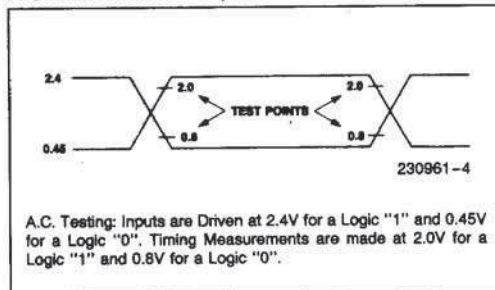 2.4
2.0
2.0
TEST POINTS
0.8
0.8
0.45
230961-4
A.C. Testing: Inputs are Driven at 2.4V for a Logic "1" and 0.45V
for a Logic "0". Timing Measurements are made at 2.0V for a
Logic "1" and 0.8V for a Logic "0".